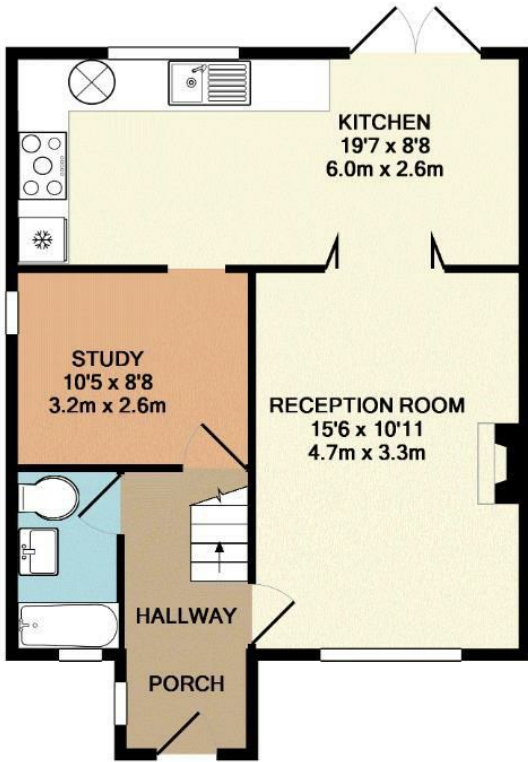 KITCHEN
19'7 x 8'8
6.0m x 2.6m
STUDY
10'5 x 8'8
3.2m x 2.6m
RECEPTION ROOM
15'6 x 10'11
4.7m x 3.3m
HALLWAY
PORCH